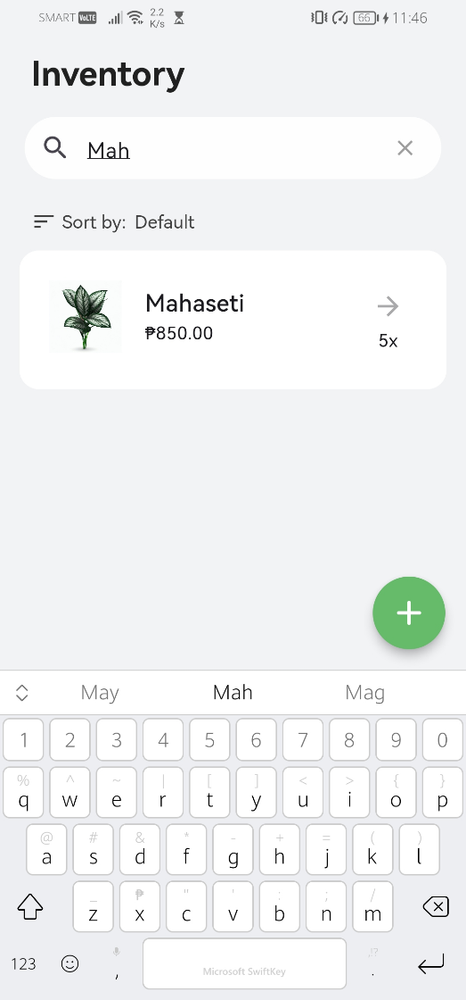 SMART VoLTE 2.2 K/s 66 11:46
Inventory
Mah
Sort by: Default
Mahaseti
₱850.00
5x
May Mah Mag
1 2 3 4 5 6 7 8 9 0
% ^ ~ | [ ] < > { }
q w e r t y u i o p
@ # & * - + = ( )
a s d f g h j k l
_ ₱ " ' : ; /
z x c v b n m
123 , Microsoft SwiftKey !? .